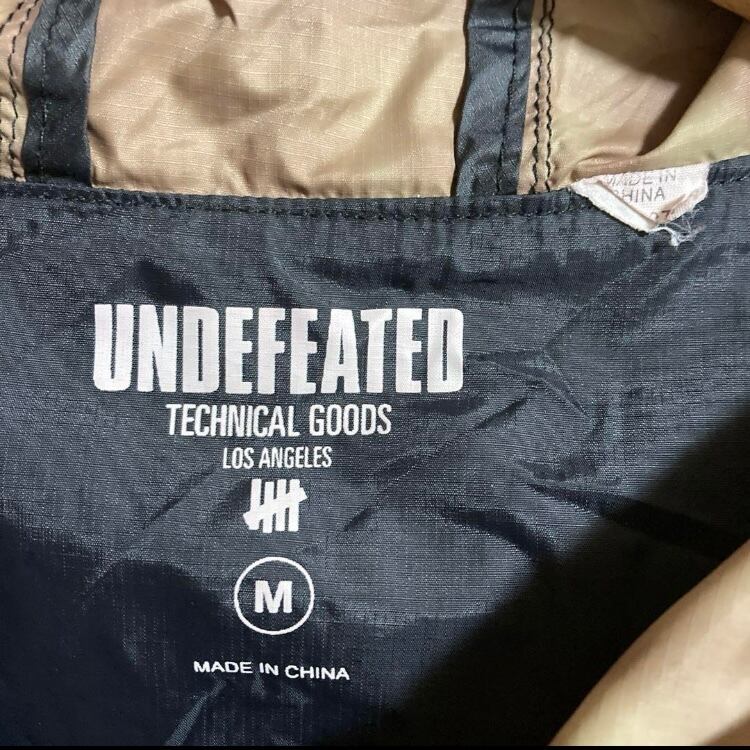 MADE IN
CHINA
UNDEFEATED
TECHNICAL GOODS
LOS ANGELES
M
MADE IN CHINA